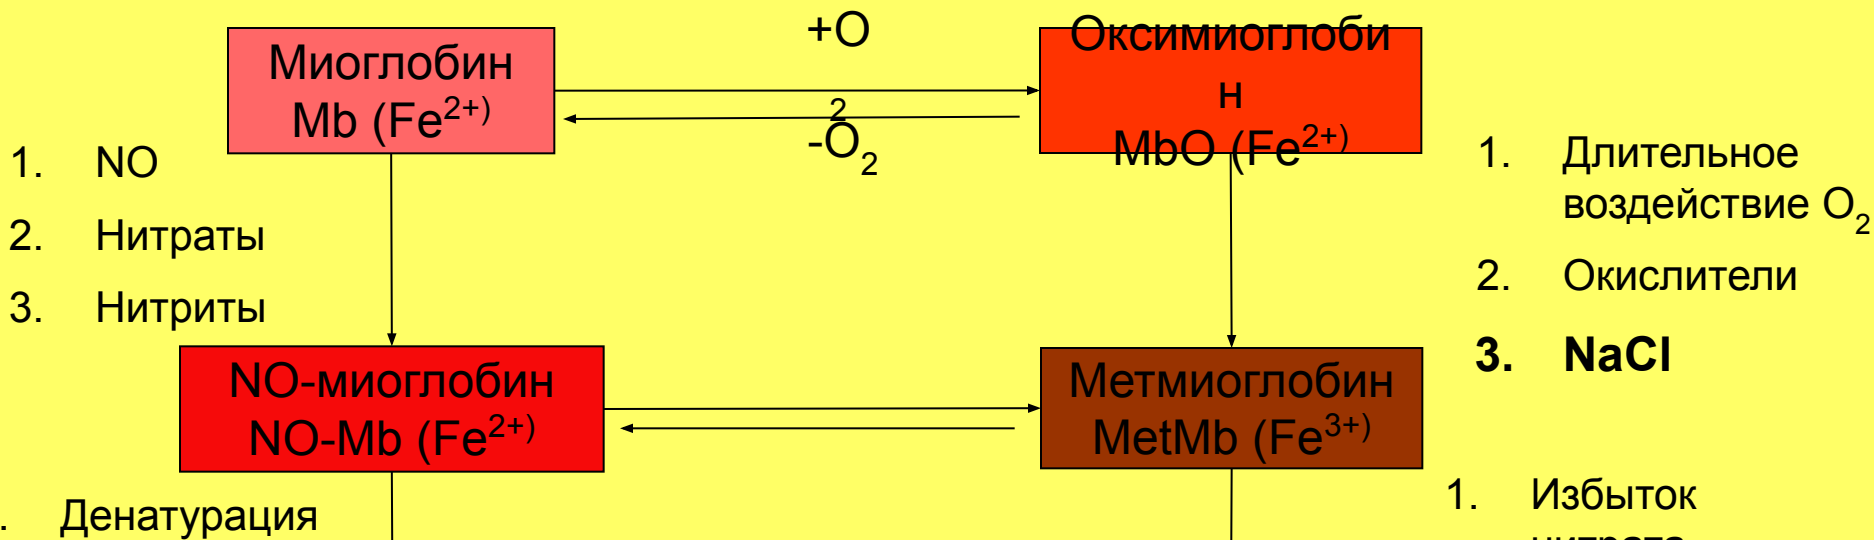 Миоглобин
Mb (Fe2+)
+O
2
-O2
Оксимиоглоби
н
MbO (Fe2+)
1. NO
2. Нитраты
3. Нитриты
1. Длительное
воздействие O2
2. Окислители
3. NaCl
NO-миоглобин
NO-Mb (Fe2+)
Метмиоглобин
MetMb (Fe3+)
. Денатурация
1. Избыток